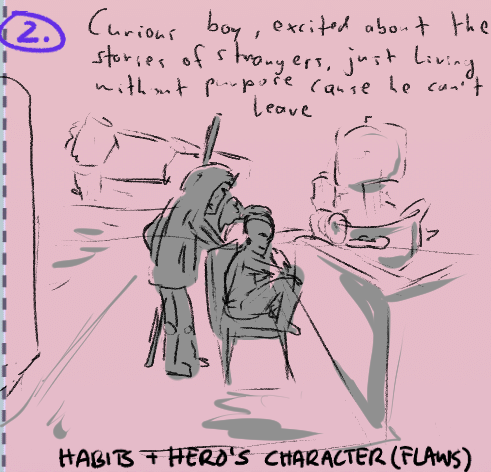 2.
Curious boy, excited about the
stories of strangers, just living
without purpose cause he can't
leave
HABITS + HERO'S CHARACTER (FLAWS)